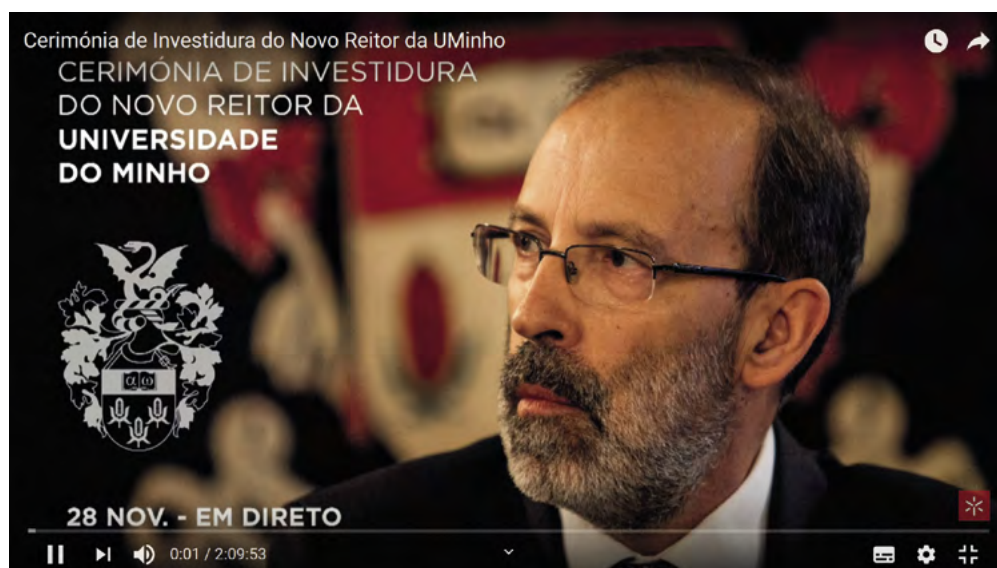 Cerimónia de Investidura do Novo Reitor da UMinho
CERIMÓNIA DE INVESTIDURA
DO NOVO REITOR DA
UNIVERSIDADE
DO MINHO
α ω
28 NOV. - EM DIRETO
0:01 / 2:09:53